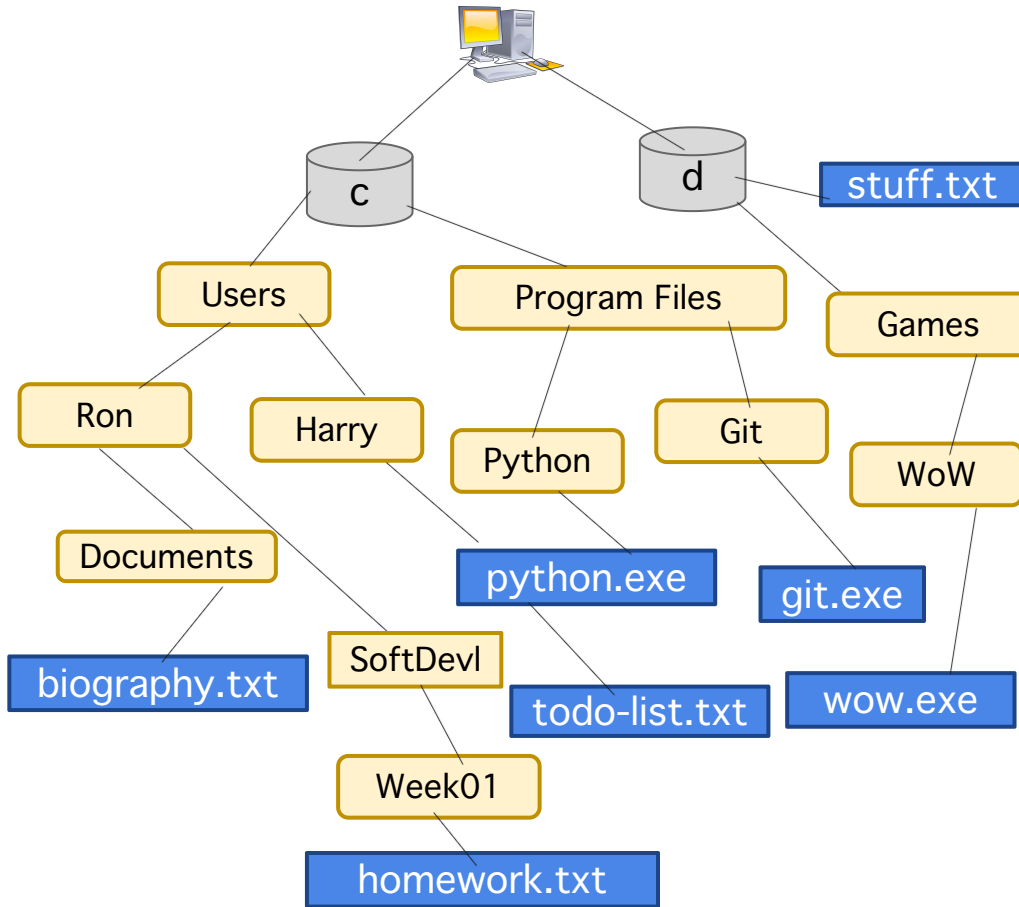 c
d
stuff.txt
Users
Program Files
Games
Ron
Harry
Git
Python
WoW
Documents
python.exe
git.exe
SoftDevl
biography.txt
todo-list.txt
wow.exe
Week01
homework.txt